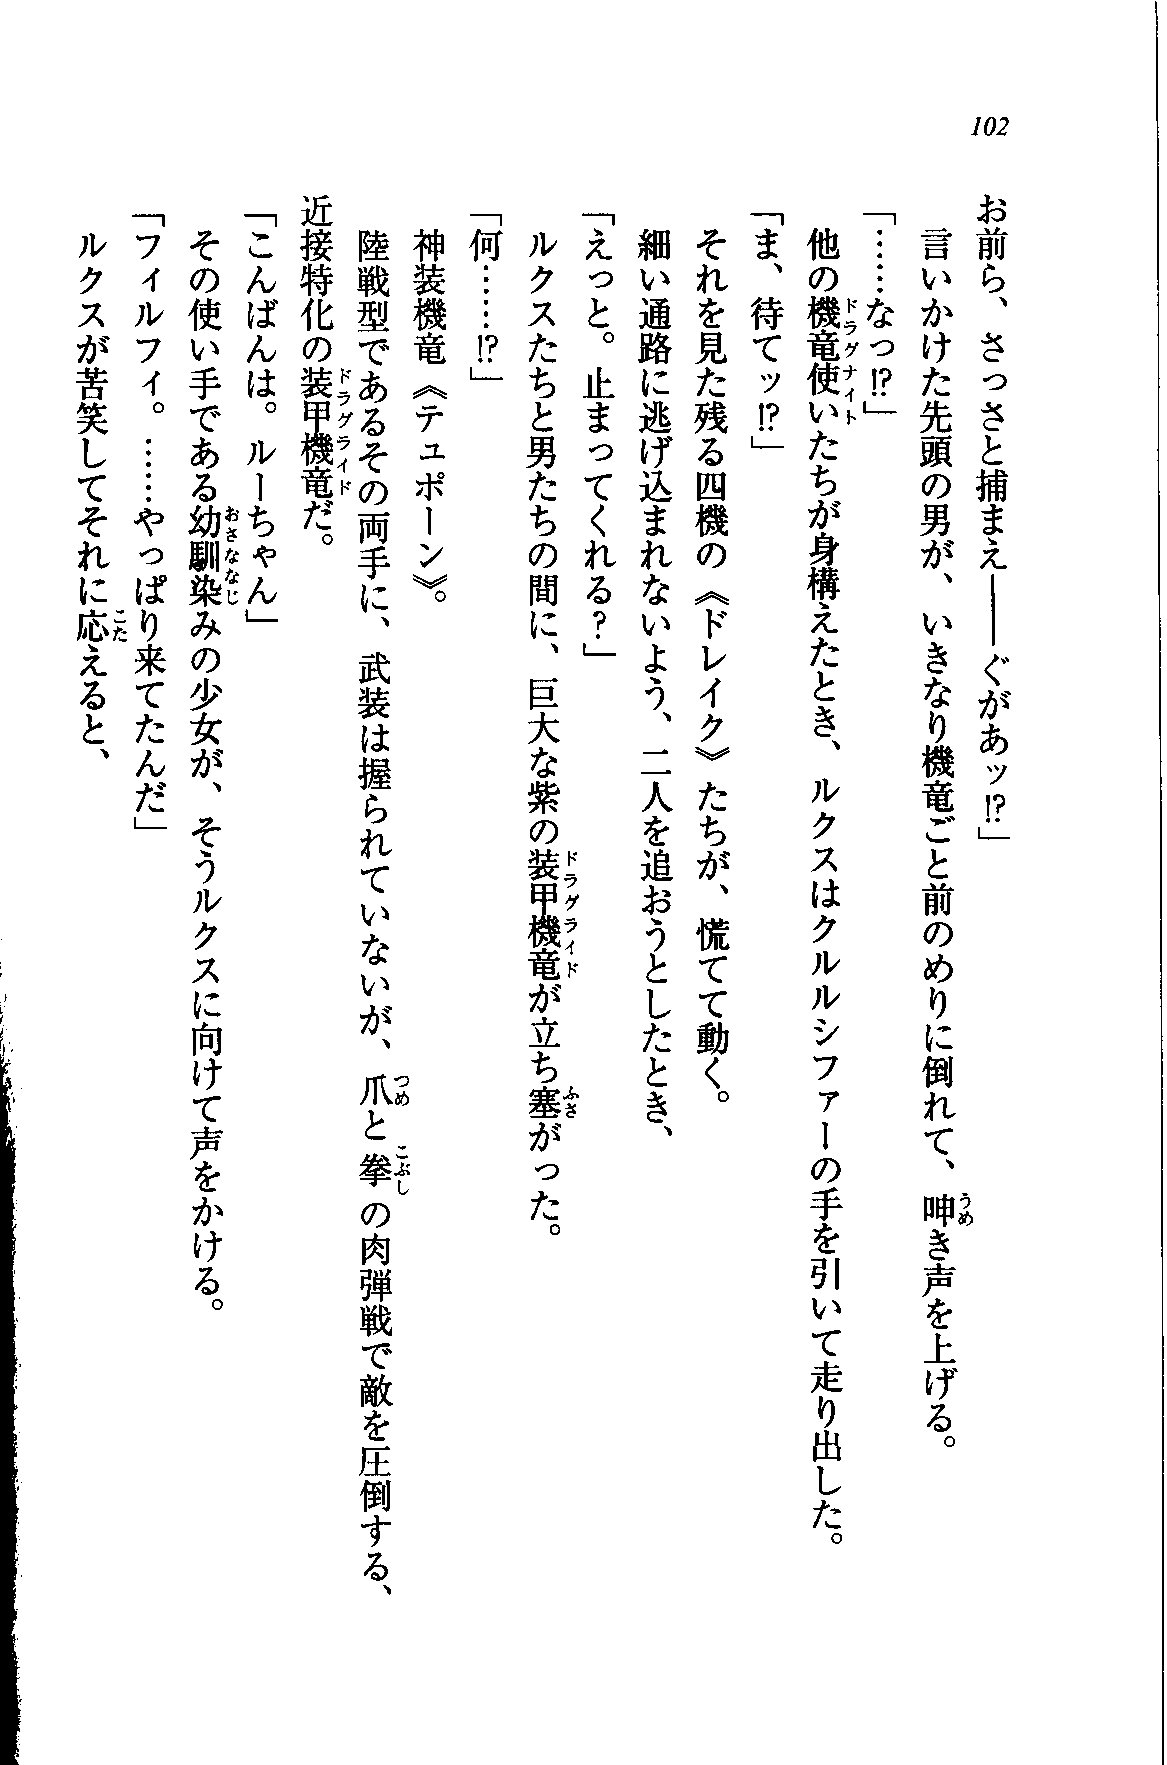 102
お前ら、さっさと捕まえ――ぐがあッ!?」
言いかけた先頭の男が、いきなり機竜ごと前のめりに倒れて、呻き声を上げる。
「……なっ!?」
他の機竜使いたちが身構えたとき、ルクスはクルルシファーの手を引いて走り出した。
「ま、待てッ!?」
それを見た残る四機の《ドレイク》たちが、慌てて動く。
細い通路に逃げ込まれないよう、二人を追おうとしたとき、
「えっと。止まってくれる?」
ルクスたちと男たちの間に、巨大な紫の装甲機竜が立ち塞がった。
「何……!?」
神装機竜《テュポーン》。
陸戦型であるその両手に、武装は握られていないが、爪と拳の肉弾戦で敵を圧倒する、
近接特化の装甲機竜だ。
「こんばんは。ルーちゃん」
その使い手である幼馴染みの少女が、そうルクスに向けて声をかける。
「フィルフィ。……やっぱり来てたんだ」
ルクスが苦笑してそれに応えると、